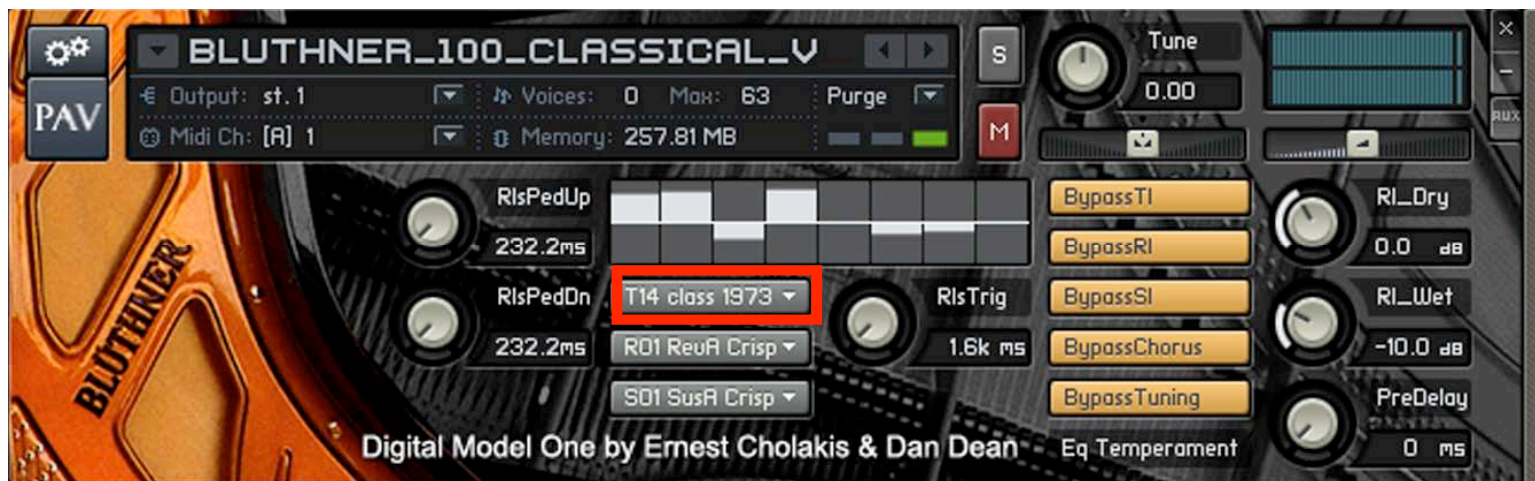 BLUTHNER_100_CLASSICAL_V
S
Tune
0.00
PAV
Output: st. 1
Voices: 0 Max: 63
Purge
Midi Ch: [A] 1
Memory: 257.81 MB
M
AUX
RlsPedUp
232.2ms
BypassTI
Rl_Dry
0.0 dB
BypassRI
BLUTHNER
RlsPedDn
232.2ms
T14 class 1973
RlsTrig
1.6k ms
BypassSI
Rl_Wet
-10.0 dB
R01 RevA Crisp
BypassChorus
S01 SusA Crisp
BypassTuning
PreDelay
0 ms
Digital Model One by Ernest Cholakis & Dan Dean
Eq Temperament